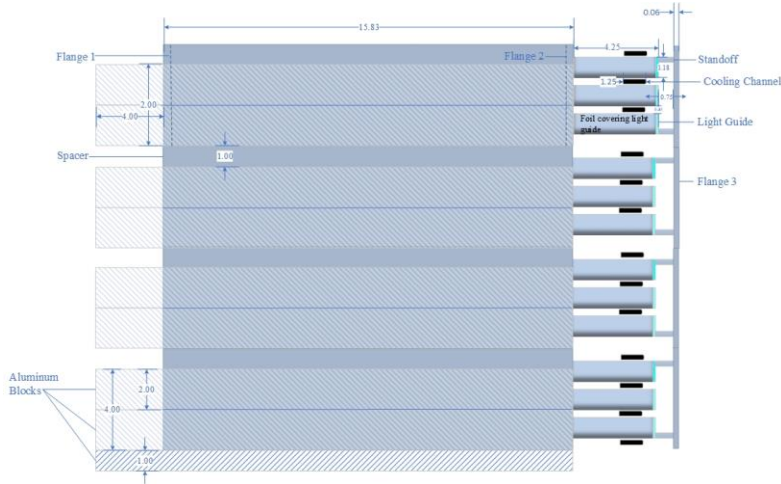 0.06
15.83
4.25
Flange 1
Flange 2
Standoff
1.18
Cooling Channel
1.25
0.78
2.00
4.00
Foil covering light
guide
Light Guide
Spacer
1.00
Flange 3
Aluminum
Blocks
2.00
4.00
1.00